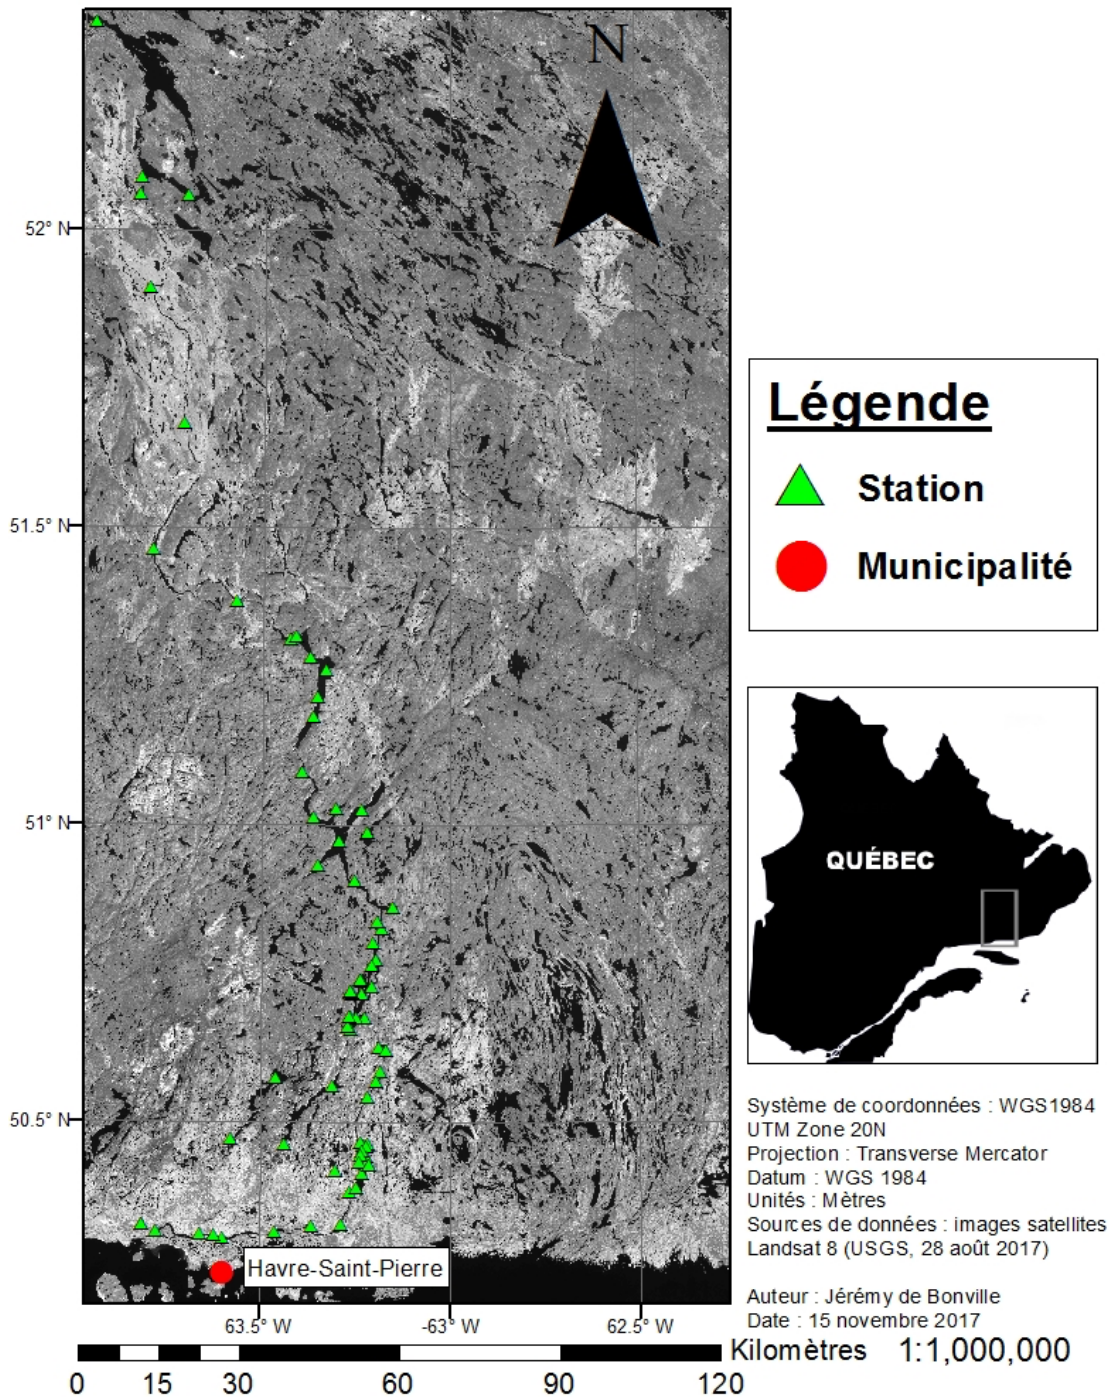 N
52° N
51.5° N
51° N
50.5° N
Havre-Saint-Pierre
63.5° W
-63° W
62.5° W
Kilomètres
1:1,000,000
0 15 30 60 90 120
Légende
Station
Municipalité
QUÉBEC
Système de coordonnées : WGS1984
UTM Zone 20N
Projection : Transverse Mercator
Datum : WGS 1984
Unités : Mètres
Sources de données : images satellites
Landsat 8 (USGS, 28 août 2017)
Auteur : Jérémy de Bonville
Date : 15 novembre 2017